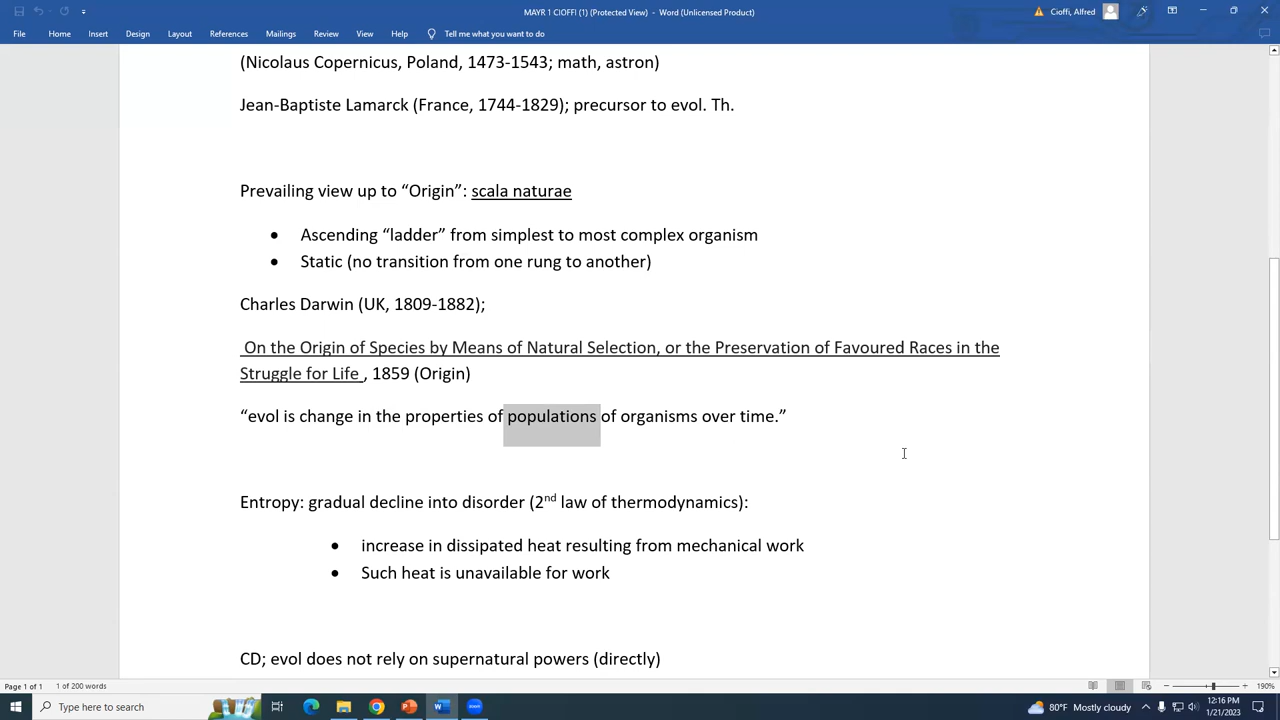 MAYR 1 CIOFFI (1) (Protected View) - Word (Unlicensed Product)
Cioffi, Alfred
File Home Insert Design Layout References Mailings Review View Help Tell me what you want to do
(Nicolaus Copernicus, Poland, 1473-1543; math, astron)
Jean-Baptiste Lamarck (France, 1744-1829); precursor to evol. Th.
Prevailing view up to “Origin”: scala naturae
• Ascending “ladder” from simplest to most complex organism
• Static (no transition from one rung to another)
Charles Darwin (UK, 1809-1882);
On the Origin of Species by Means of Natural Selection, or the Preservation of Favoured Races in the
Struggle for Life , 1859 (Origin)
“evol is change in the properties of populations of organisms over time.”
Entropy: gradual decline into disorder (2nd law of thermodynamics):
• increase in dissipated heat resulting from mechanical work
• Such heat is unavailable for work
CD; evol does not rely on supernatural powers (directly)
Page 1 of 1 1 of 200 words
190%
Type here to search
zoom
80°F Mostly cloudy
12:16 PM
1/21/2023